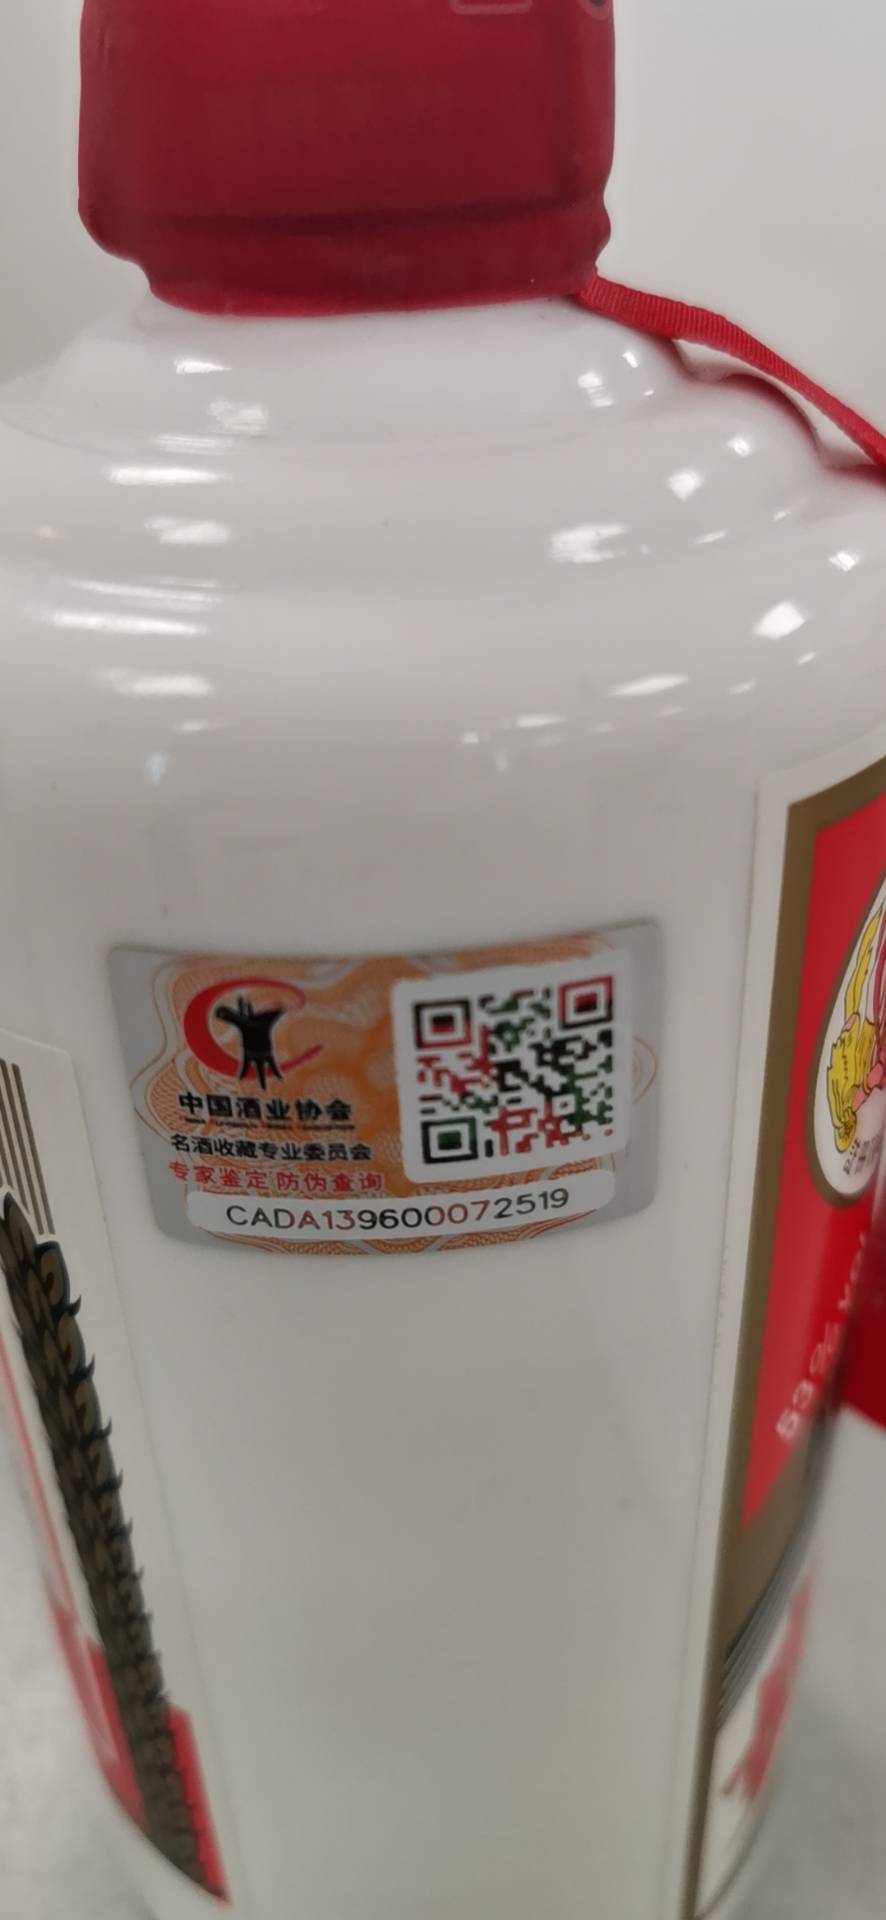 中国酒业协会
名酒收藏专业委员会
专家鉴定 防伪查询
CADA139600072519
53%